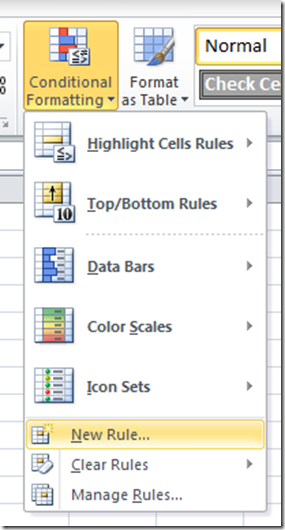 Conditional
Formatting
Format
as Table
Normal
Check Ce
Highlight Cells Rules
10
Top/Bottom Rules
Data Bars
Color Scales
Icon Sets
New Rule...
Clear Rules
Manage Rules...